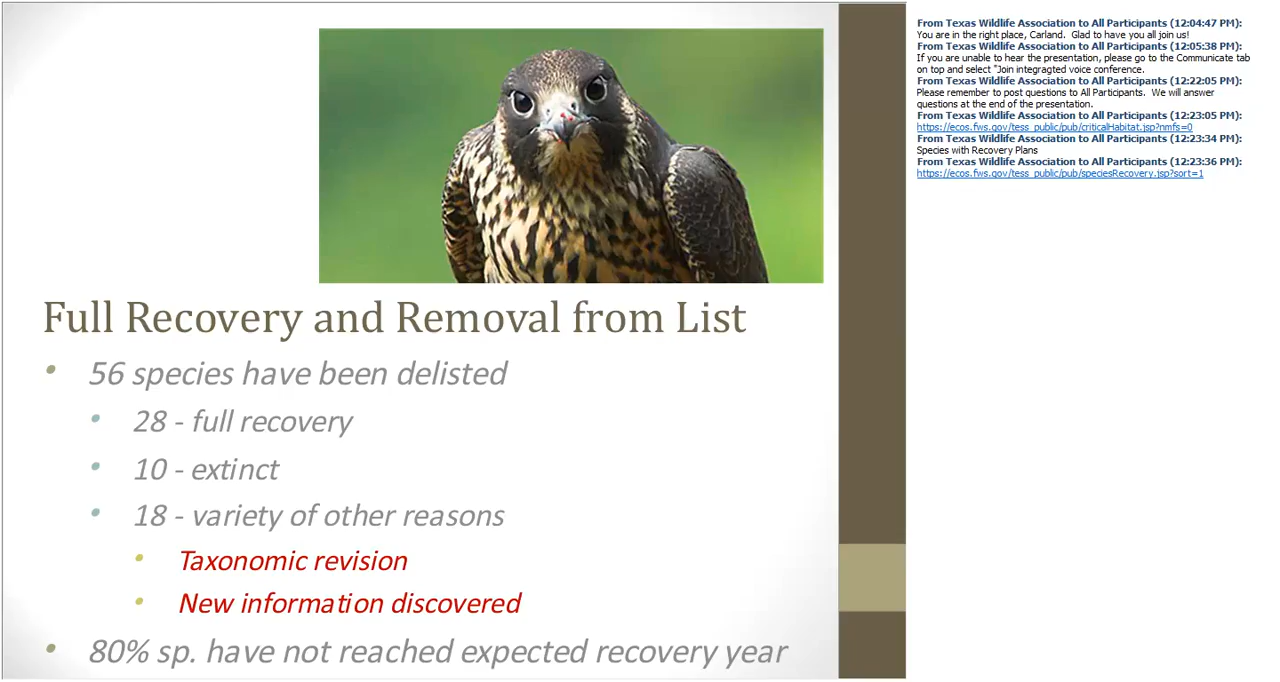 Full Recovery and Removal from List
• 56 species have been delisted
• 28 - full recovery
• 10 - extinct
• 18 - variety of other reasons
• Taxonomic revision
• New information discovered
• 80% sp. have not reached expected recovery year
From Texas Wildlife Association to All Participants (12:04:47 PM):
You are in the right place, Carland.  Glad to have you all join us!
From Texas Wildlife Association to All Participants (12:05:38 PM):
If you are unable to hear the presentation, please go to the Communicate tab
on top and select "Join integragted voice conference.
From Texas Wildlife Association to All Participants (12:22:05 PM):
Please remember to post questions to All Participants.  We will answer
questions at the end of the presentation.
From Texas Wildlife Association to All Participants (12:23:05 PM):
https://ecos.fws.gov/tess_public/pub/criticalHabitat.jsp?nmfs=0
From Texas Wildlife Association to All Participants (12:23:34 PM):
Species with Recovery Plans
From Texas Wildlife Association to All Participants (12:23:36 PM):
https://ecos.fws.gov/tess_public/pub/speciesRecovery.jsp?sort=1